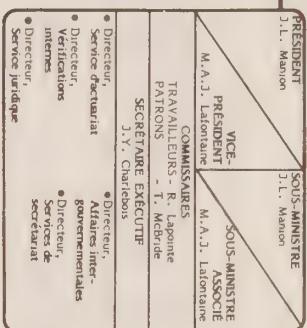 PRÉSIDENT
J.L. Manion
SOUS-MINISTRE
J.L. Manion
VICE-
PRÉSIDENT
M.A.J. Lafontaine
SOUS-MINISTRE
ASSOCIÉ
M.A.J. Lafontaine
COMMISSAIRES
TRAVAILLEURS - R. Lapointe
PATRONS - T. McBride
SECRÉTAIRE EXÉCUTIF
J.Y. Charlebois
• Directeur,
Service d'actuariat
• Directeur,
Vérifications
internes
• Directeur,
Service juridique
• Directeur,
Affaires inter-
gouvernementales
• Directeur,
Services de
secrétariat